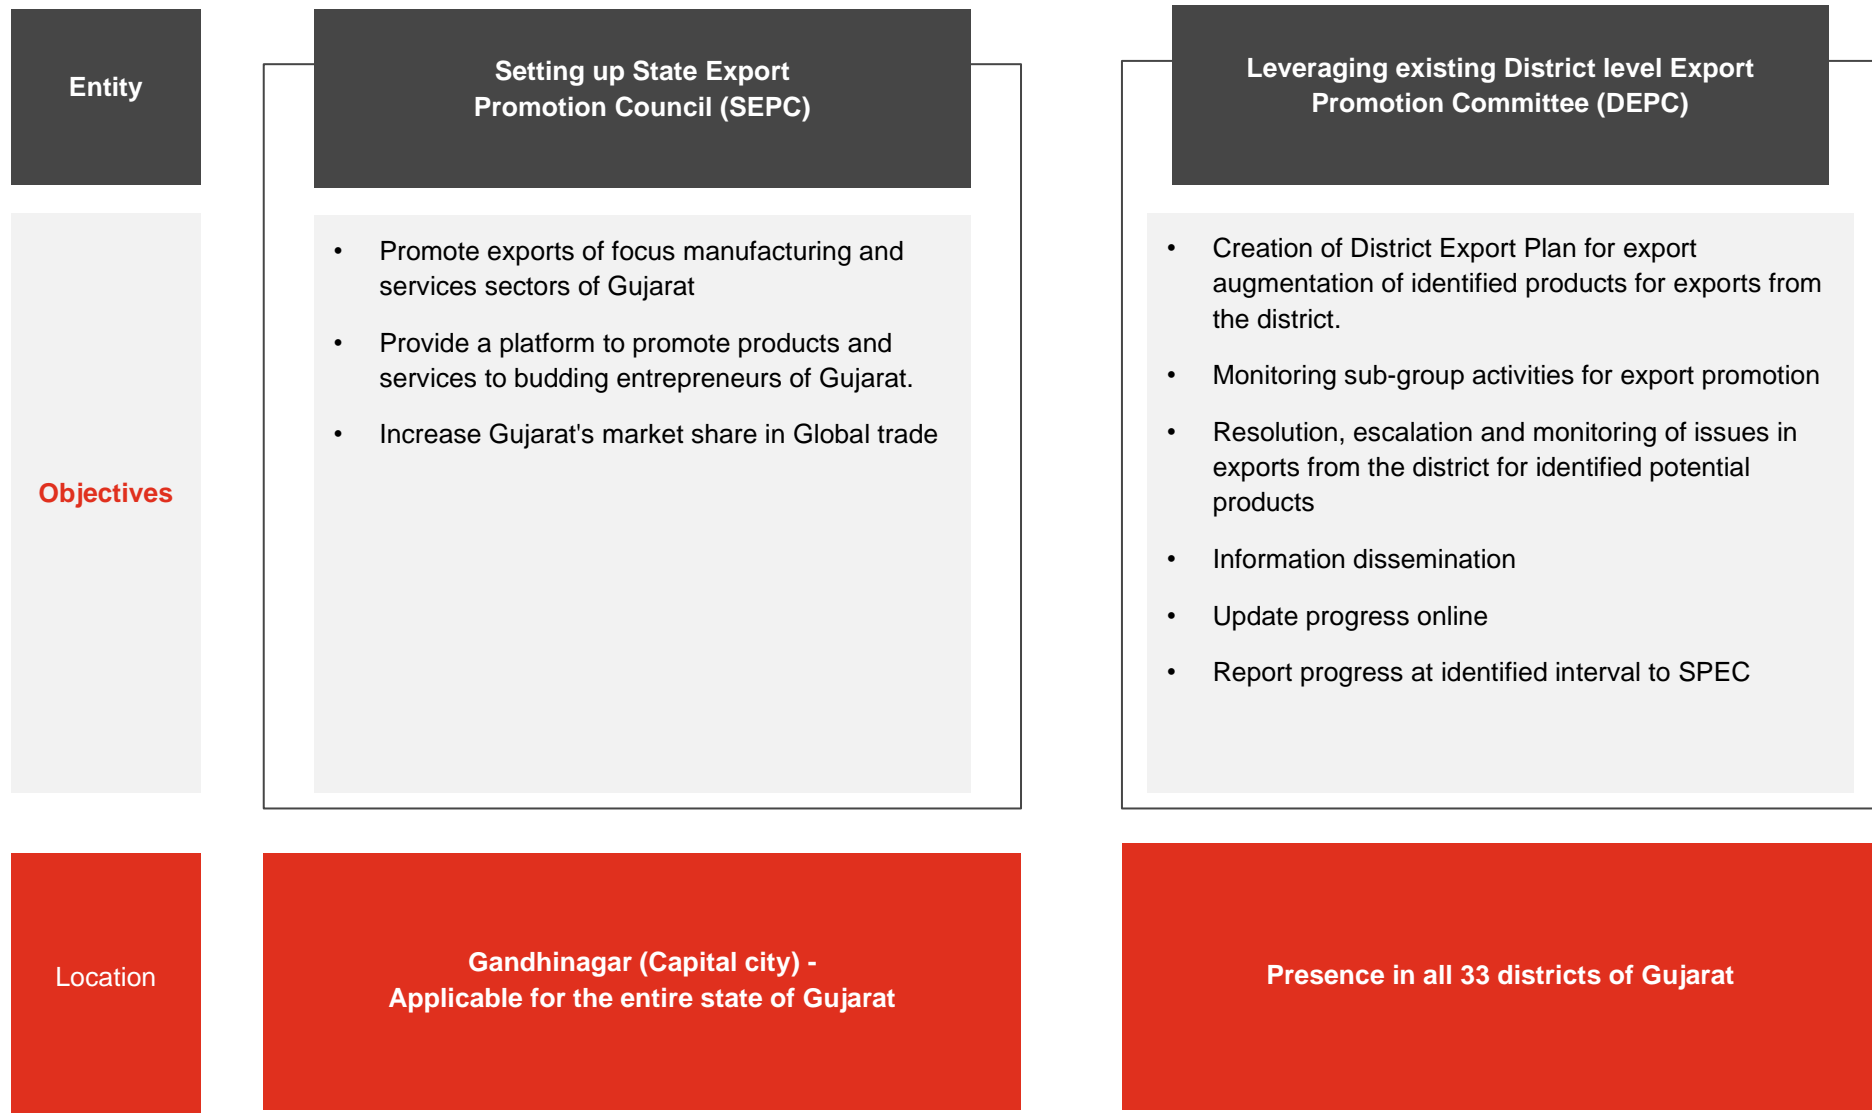 Entity
Setting up State Export
Promotion Council (SEPC)
Leveraging existing District level Export
Promotion Committee (DEPC)
Objectives
• Promote exports of focus manufacturing and
services sectors of Gujarat
• Provide a platform to promote products and
services to budding entrepreneurs of Gujarat.
• Increase Gujarat's market share in Global trade
• Creation of District Export Plan for export
augmentation of identified products for exports from
the district.
• Monitoring sub-group activities for export promotion
• Resolution, escalation and monitoring of issues in
exports from the district for identified potential
products
• Information dissemination
• Update progress online
• Report progress at identified interval to SPEC
Location
Gandhinagar (Capital city) -
Applicable for the entire state of Gujarat
Presence in all 33 districts of Gujarat